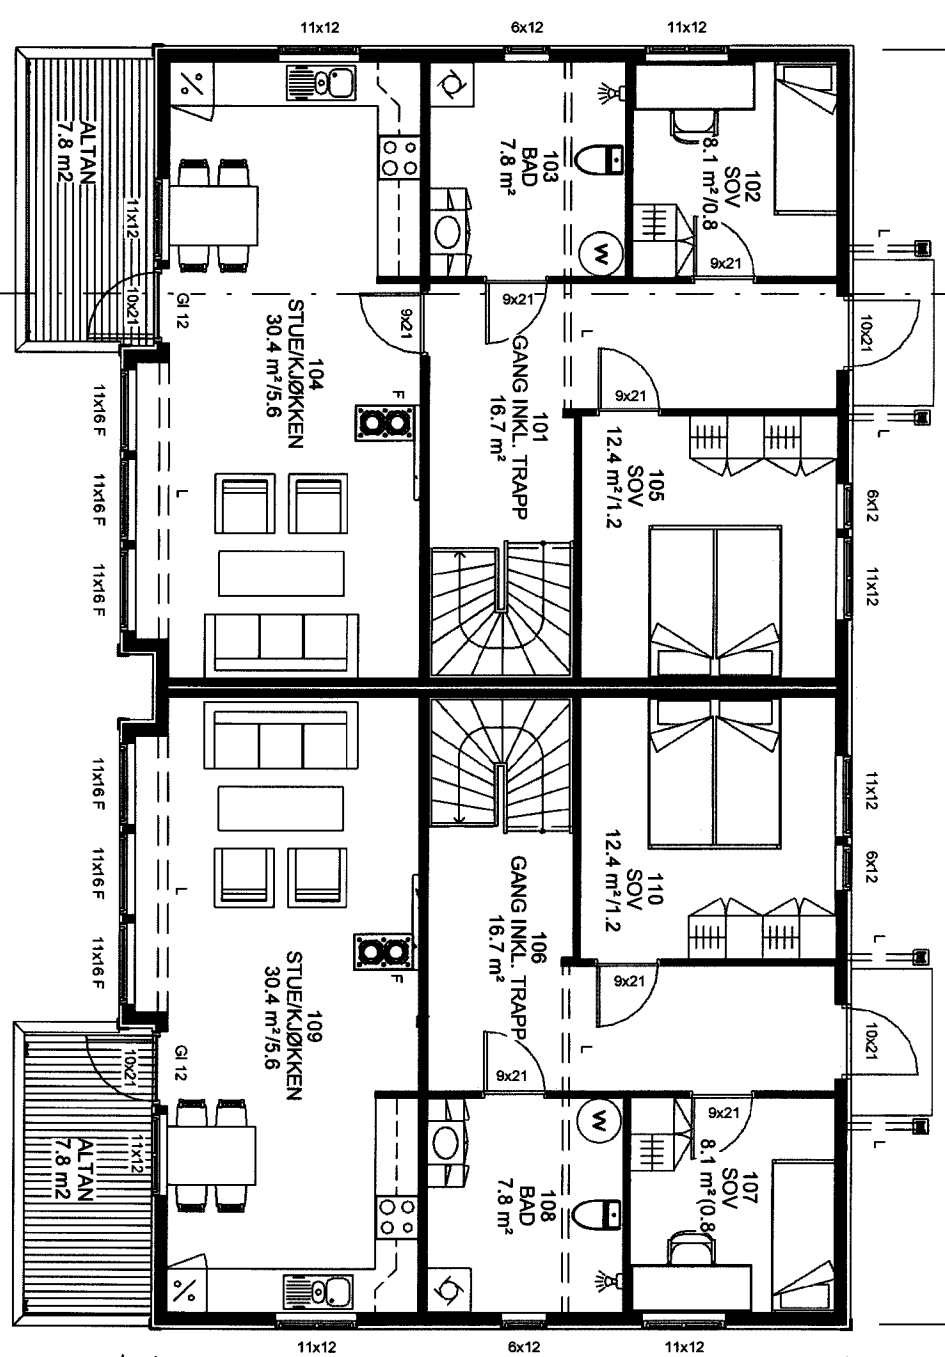 11x12
6x12
11x12
ALTAN
7.8 m2
11x12
10x21
Gl 12
103
BAD
7.8 m²
102
SOV
8.1 m²/0.8
W
9x21
9x21
9x21
L
10x21
L
L
104
STUE/KJØKKEN
30.4 m²/5.6
F
101
GANG INKL. TRAPP
16.7 m²
9x21
105
SOV
12.4 m²/1.2
11x16 F
11x16 F
11x16 F
L
6x12
11x12
11x16 F
11x16 F
11x16 F
L
11x12
6x12
110
SOV
12.4 m²/1.2
106
GANG INKL. TRAPP
16.7 m²
F
109
STUE/KJØKKEN
30.4 m²/5.6
9x21
L
L
10x21
L
Gl 12
10x21
11x12
ALTAN
7.8 m2
9x21
9x21
W
108
BAD
7.8 m²
107
SOV
8.1 m²(0.8
11x12
6x12
11x12